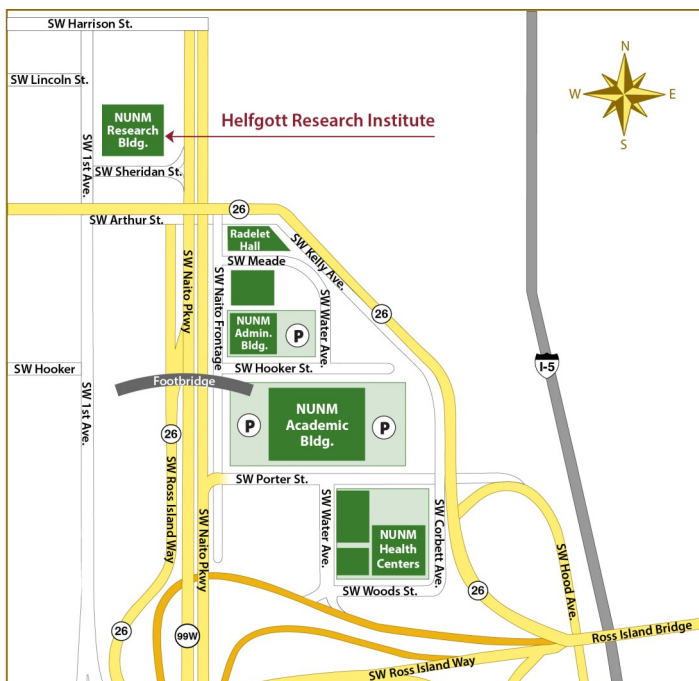 SW Harrison St.
N
SW Lincoln St.
NUNM
Research
Bldg.
Helfgott Research Institute
W
E
S
SW 1st Ave.
SW Sheridan St.
26
SW Arthur St.
Radelet
Hall
SW Meade
SW Kelly Ave.
SW Naito Pkwy
SW Naito Frontage
SW Water Ave.
26
NUNM
Admin.
Bldg.
P
I-5
SW Hooker
SW Hooker St.
Footbridge
SW 1st Ave.
NUNM
Academic
Bldg.
P
P
26
SW Ross Island Way
SW Naito Pkwy
SW Porter St.
SW Water Ave.
NUNM
Health
Centers
SW Corbett Ave.
SW Hood Ave.
SW Woods St.
26
26
99W
Ross Island Bridge
SW Ross Island Way